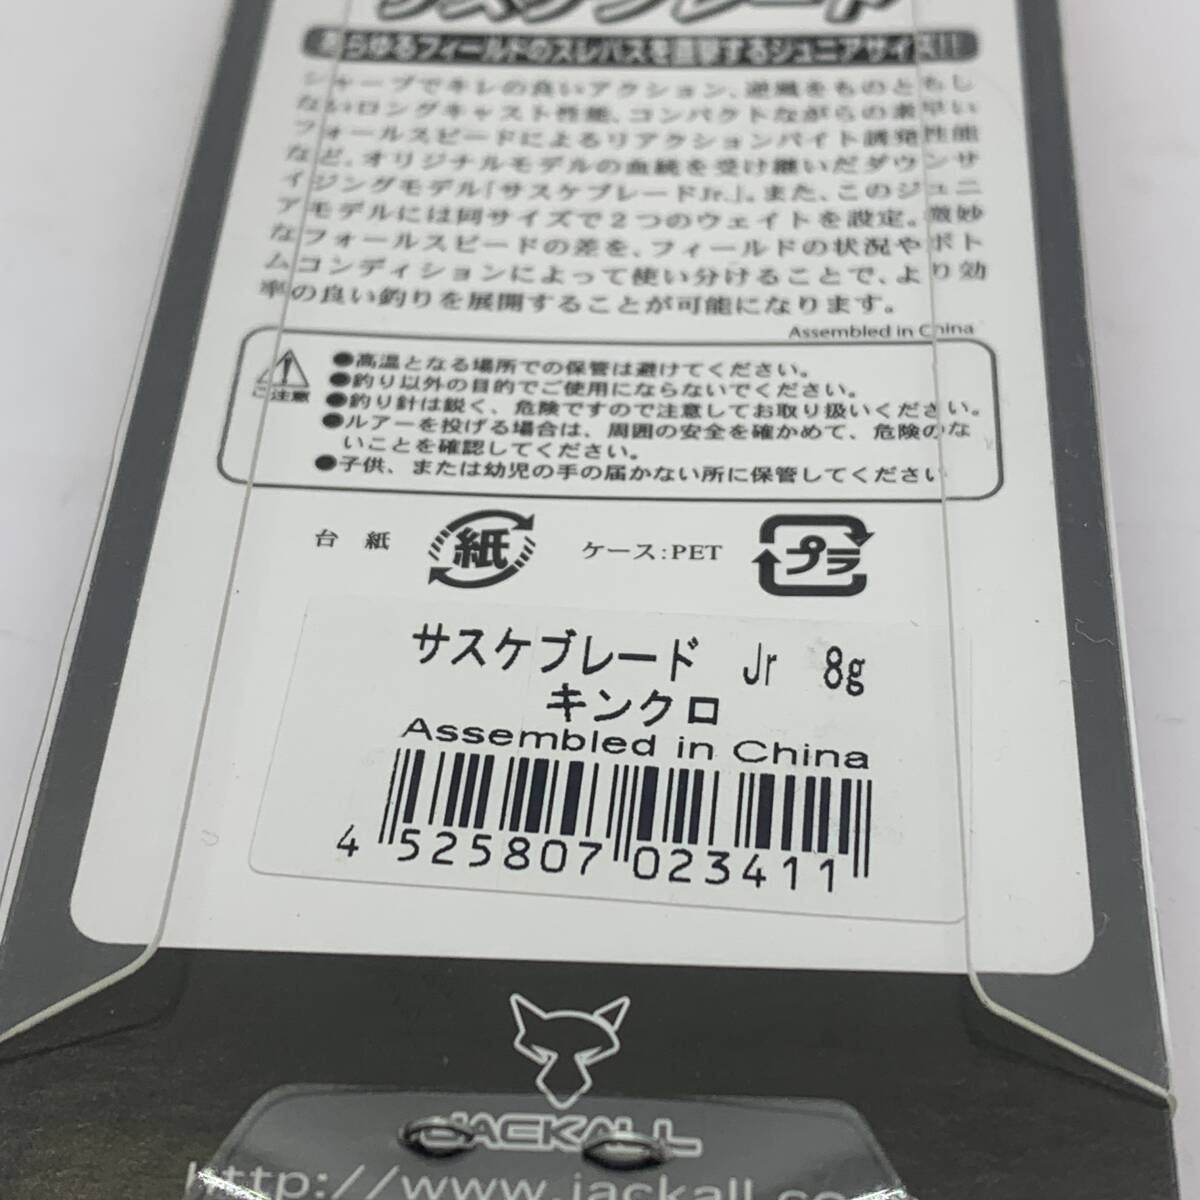 サスケブレード
あらゆるフィールドのスレバスを直撃するジュニアサイズ!!
シャープでキレの良いアクション、逆風をものともし
ないロングキャスト性能、コンパクトながらの素早い
フォールスピードによるリアクションバイト誘発性能
など、オリジナルモデルの血統を受け継いだダウンサ
イジングモデル「サスケブレードJr.」。また、このジュニ
アモデルには同サイズで2つのウェイトを設定。微妙
なフォールスピードの差を、フィールドの状況やボト
ムコンディションによって使い分けることで、より効
率の良い釣りを展開することが可能になります。
Assembled in China
ご注意
●高温となる場所での保管は避けてください。
●釣り以外の目的でご使用にならないでください。
●釣り針は鋭く、危険ですので注意してお取り扱いください。
●ルアーを投げる場合は、周囲の安全を確かめて、危険のな
いことを確認してください。
●子供、または幼児の手の届かない所に保管してください
台紙 紙 ケース:PET プラ
サスケブレード Jr 8g
キンクロ
Assembled in China
4 525807 023411
JACKALL
http://www.jackall.co